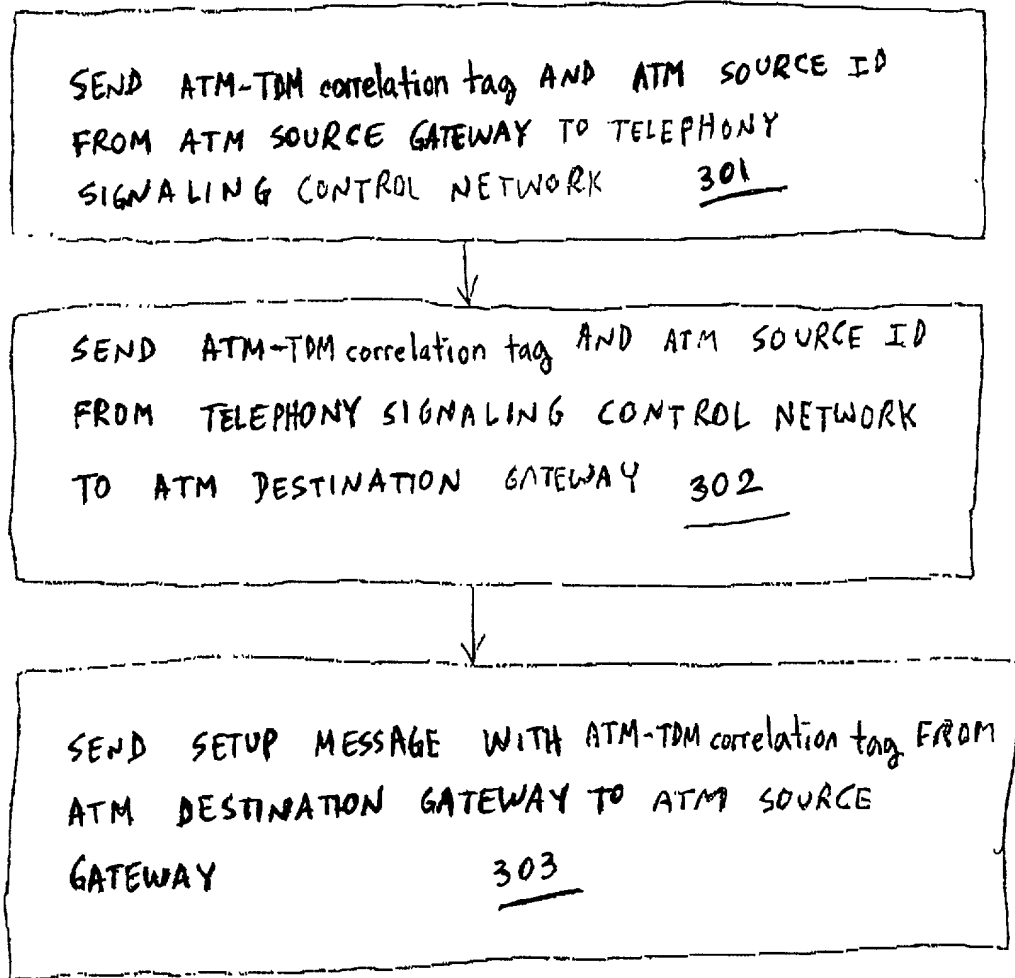 SEND ATM-TDM correlation tag AND ATM SOURCE ID
FROM ATM SOURCE GATEWAY TO TELEPHONY
SIGNALING CONTROL NETWORK 301
SEND ATM-TDM correlation tag AND ATM SOURCE ID
FROM TELEPHONY SIGNALING CONTROL NETWORK
TO ATM DESTINATION GATEWAY 302
SEND SETUP MESSAGE WITH ATM-TDM correlation tag FROM
ATM DESTINATION GATEWAY TO ATM SOURCE
GATEWAY 303